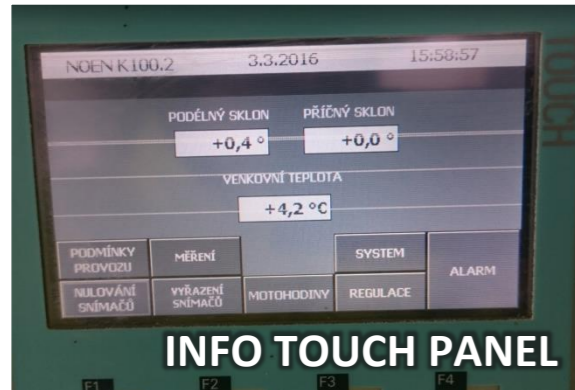 TOUCH
NOEN K100.2 3.3.2016 15:58:57
PODÉLNÝ SKLON PŘÍČNÝ SKLON
+0,4 ° +0,0 °
VENKOVNÍ TEPLOTA
+4,2 °C
PODMÍNKY PROVOZU
MĚŘENÍ
SYSTEM
ALARM
NULOVÁNÍ SNÍMAČŮ
VYŘAZENÍ SNÍMAČŮ
MOTOHODINY
REGULACE
INFO TOUCH PANEL
F1 F2 F3 F4